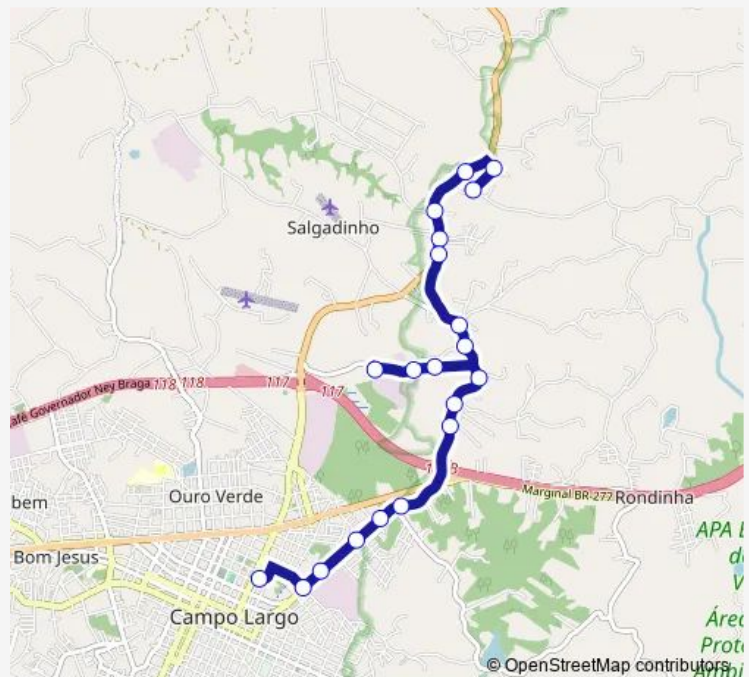 Salgadinho
afé Governador Ney Braga
118
118
117
117
118
Marginal BR-277
Rondinha
bem
Ouro Verde
Bom Jesus
APA
d
V
Campo Largo
Área
Prote
Ambi
© OpenStreetMap contributors